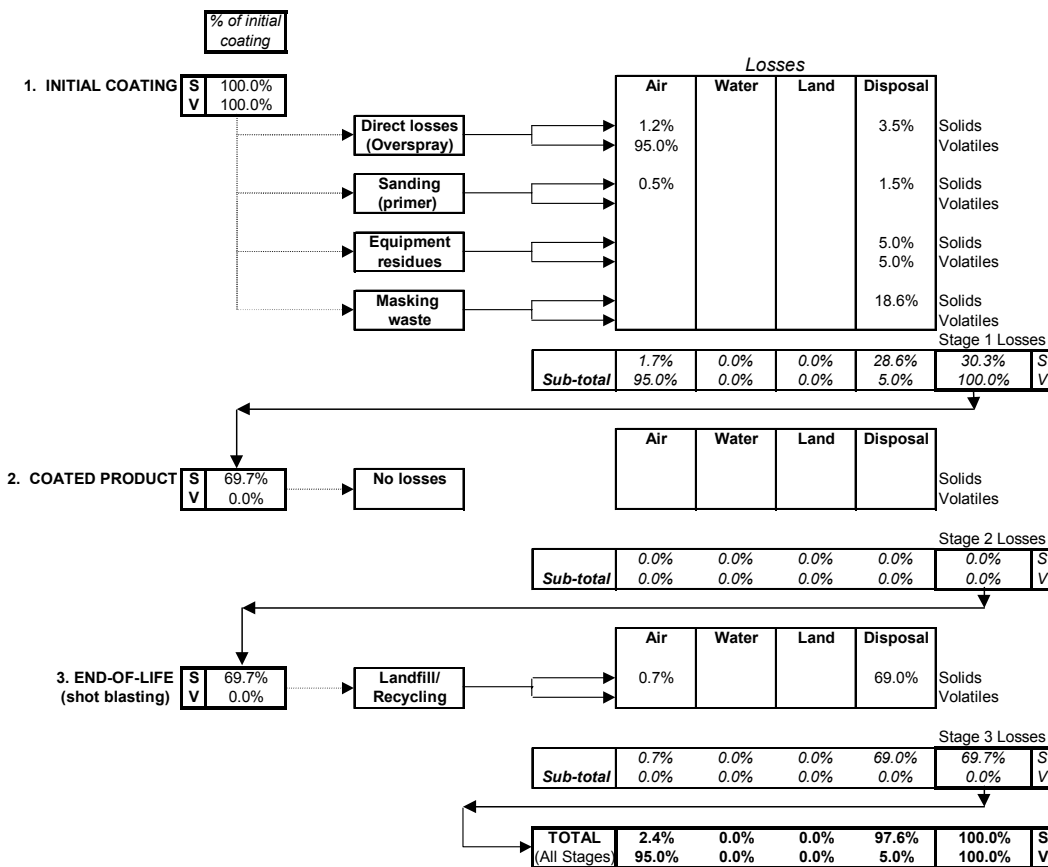 % of initial
coating
Losses
1. INITIAL COATING S 100.0%
V 100.0%
Air Water Land Disposal
Direct losses 1.2% 3.5% Solids
(Overspray) 95.0% Volatiles
Sanding 0.5% 1.5% Solids
(primer) Volatiles
Equipment 5.0% Solids
residues 5.0% Volatiles
Masking 18.6% Solids
waste Volatiles
Stage 1 Losses
1.7% 0.0% 0.0% 28.6% 30.3% S
Sub-total 95.0% 0.0% 0.0% 5.0% 100.0% V
Air Water Land Disposal
2. COATED PRODUCT S 69.7% No losses Solids
V 0.0% Volatiles
Stage 2 Losses
0.0% 0.0% 0.0% 0.0% 0.0% S
Sub-total 0.0% 0.0% 0.0% 0.0% 0.0% V
Air Water Land Disposal
3. END-OF-LIFE S 69.7% Landfill/ 0.7% 69.0% Solids
(shot blasting) V 0.0% Recycling Volatiles
Stage 3 Losses
0.7% 0.0% 0.0% 69.0% 69.7% S
Sub-total 0.0% 0.0% 0.0% 0.0% 0.0% V
TOTAL 2.4% 0.0% 0.0% 97.6% 100.0% S
(All Stages) 95.0% 0.0% 0.0% 5.0% 100.0% V